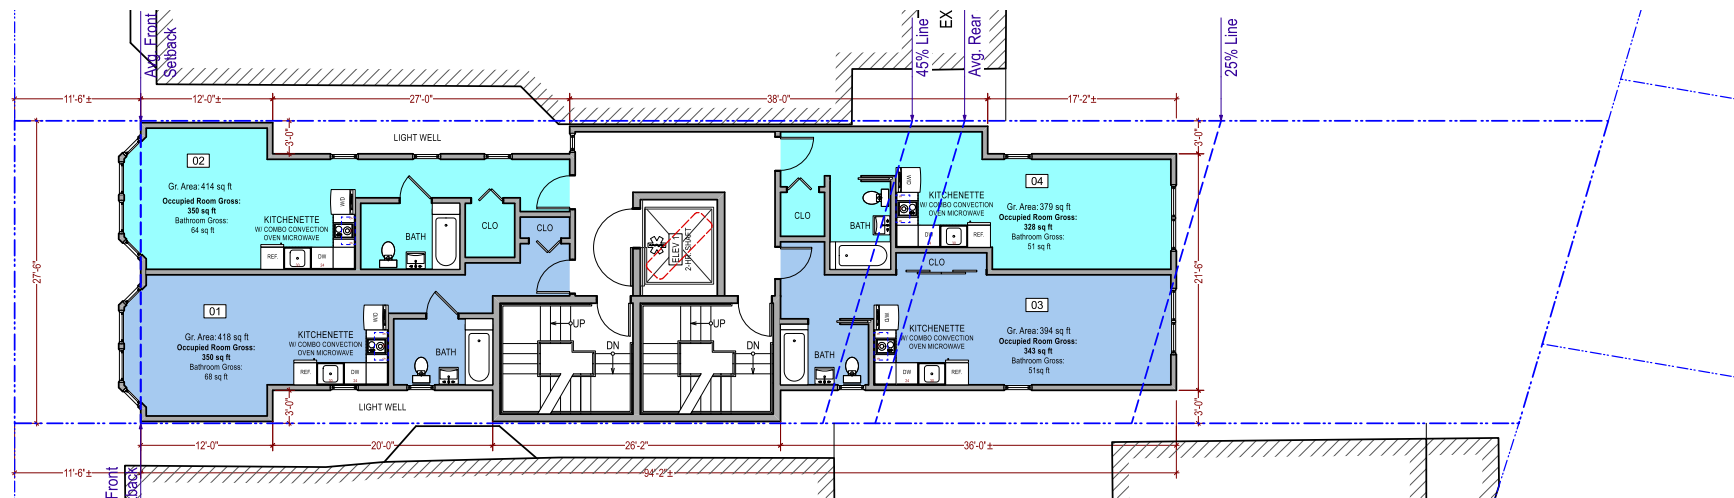 Avg. Front
Setback
EX
45% Line
Avg. Rear
25% Line
11'-6"±
12'-0"±
27'-0"
38'-0"
17'-2"±
3'-0"
LIGHT WELL
3'-0"±
27'-6"
21'-6"
02
Gr. Area: 414 sq ft
Occupied Room Gross:
350 sq ft
Bathroom Gross:
64 sq ft
KITCHENETTE
W/ COMBO CONVECTION
OVEN MICROWAVE
W/D
REF.
DW
24
BATH
CLO
CLO
ELEV.
2-HR. SHAFT
CLO
BATH
W/D
KITCHENETTE
W/ COMBO CONVECTION
OVEN MICROWAVE
DW
REF.
04
Gr. Area: 379 sq ft
Occupied Room Gross:
328 sq ft
Bathroom Gross:
51 sq ft
01
Gr. Area: 418 sq ft
Occupied Room Gross:
350 sq ft
Bathroom Gross:
68 sq ft
KITCHENETTE
W/ COMBO CONVECTION
OVEN MICROWAVE
W/D
REF.
DW
24
BATH
UP
DN
UP
DN
BATH
CLO
W/D
KITCHENETTE
W/ COMBO CONVECTION
OVEN MICROWAVE
DW
24
REF.
03
Gr. Area: 394 sq ft
Occupied Room Gross:
343 sq ft
Bathroom Gross:
51sq ft
LIGHT WELL
3'-0"±
3'-0"
12'-0"±
20'-0"
26'-2"
36'-0"±
11'-6"±
94'-2"±
Front
tback